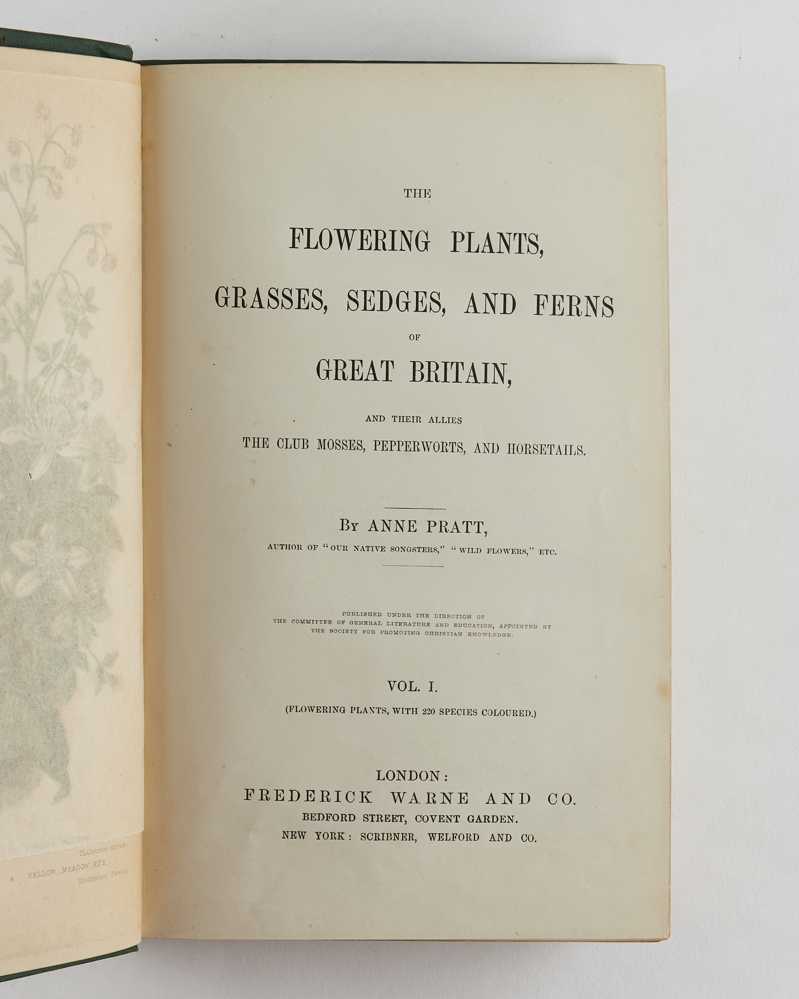 THE
FLOWERING PLANTS,
GRASSES, SEDGES, AND FERNS
OF
GREAT BRITAIN,
AND THEIR ALLIES
THE CLUB MOSSES, PEPPERWORTS, AND HORSETAILS.
BY ANNE PRATT,
AUTHOR OF "OUR NATIVE SONGSTERS," "WILD FLOWERS," ETC.
PUBLISHED UNDER THE DIRECTION OF
THE COMMITTEE OF GENERAL LITERATURE AND EDUCATION, APPOINTED BY
THE SOCIETY FOR PROMOTING CHRISTIAN KNOWLEDGE.
VOL. I.
(FLOWERING PLANTS, WITH 220 SPECIES COLOURED.)
LONDON:
FREDERICK WARNE AND CO.
BEDFORD STREET, COVENT GARDEN.
NEW YORK: SCRIBNER, WELFORD AND CO.
YELLOW MEADOW RUE